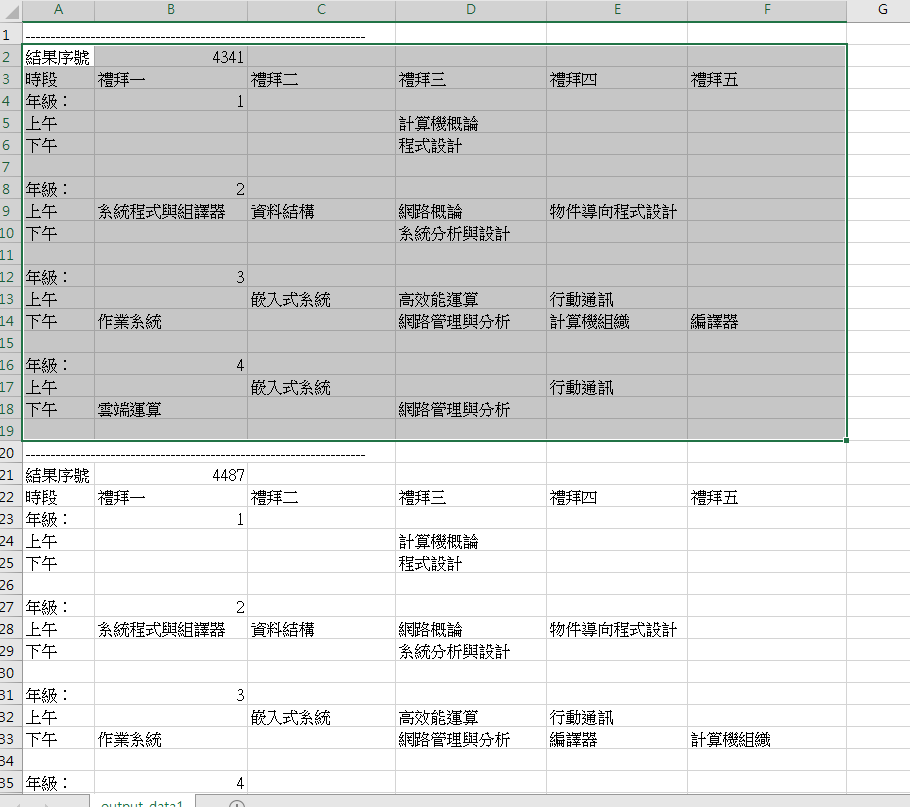 A B C D E F G
1 --------------------------------------------------------------------
2 結果序號 4341
3 時段 禮拜一 禮拜二 禮拜三 禮拜四 禮拜五
4 年級： 1
5 上午 計算機概論
6 下午 程式設計
7
8 年級： 2
9 上午 系統程式與組譯器 資料結構 網路概論 物件導向程式設計
10 下午 系統分析與設計
11
12 年級： 3
13 上午 嵌入式系統 高效能運算 行動通訊
14 下午 作業系統 網路管理與分析 計算機組織 編譯器
15
16 年級： 4
17 上午 嵌入式系統 行動通訊
18 下午 雲端運算 網路管理與分析
19
20 --------------------------------------------------------------------
21 結果序號 4487
22 時段 禮拜一 禮拜二 禮拜三 禮拜四 禮拜五
23 年級： 1
24 上午 計算機概論
25 下午 程式設計
26
27 年級： 2
28 上午 系統程式與組譯器 資料結構 網路概論 物件導向程式設計
29 下午 系統分析與設計
30
31 年級： 3
32 上午 嵌入式系統 高效能運算 行動通訊
33 下午 作業系統 網路管理與分析 編譯器 計算機組織
34
35 年級： 4
output_data1